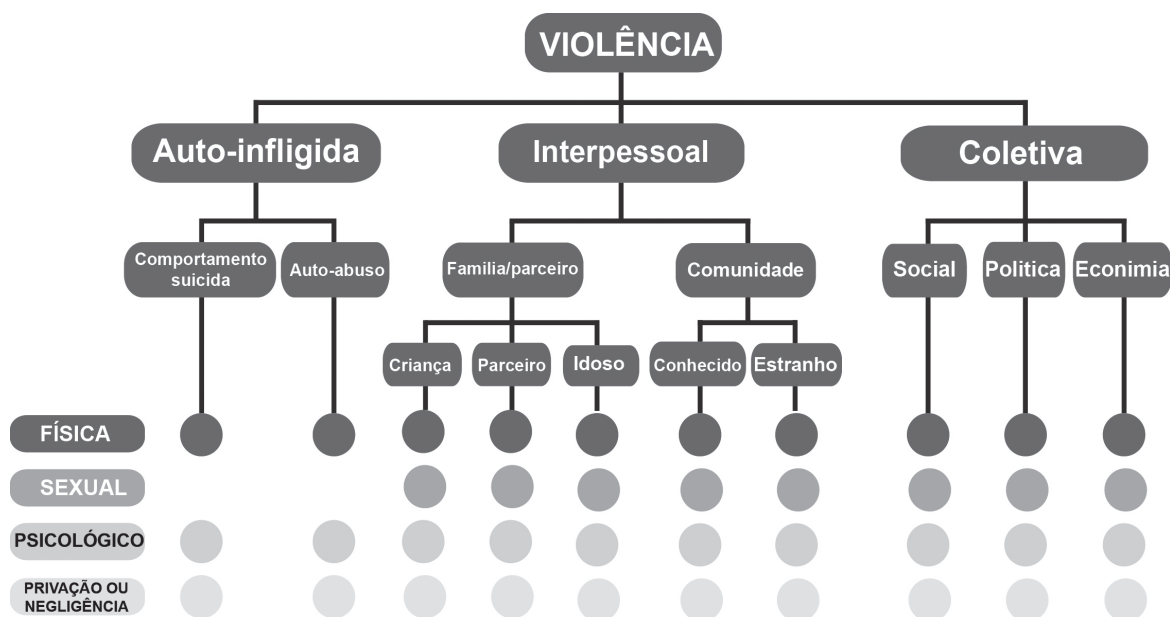 VIOLÊNCIA
Auto-infligida
Interpessoal
Coletiva
Comportamento
suicida
Auto-abuso
Familia/parceiro
Comunidade
Social
Politica
Econimia
Criança
Parceiro
Idoso
Conhecido
Estranho
FÍSICA
SEXUAL
PSICOLÓGICO
PRIVAÇÃO OU
NEGLIGÊNCIA